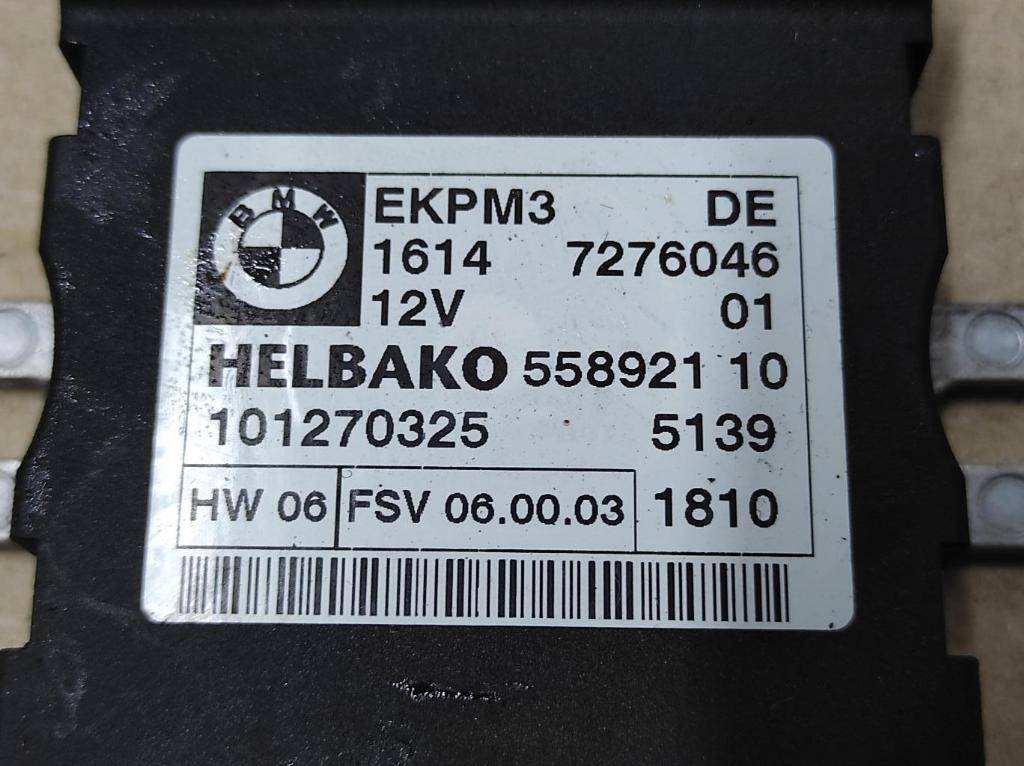 BMW
EKPM3 DE
1614 7276046
12V 01
HELBAKO 558921 10
101270325 5139
HW 06 FSV 06.00.03 1810